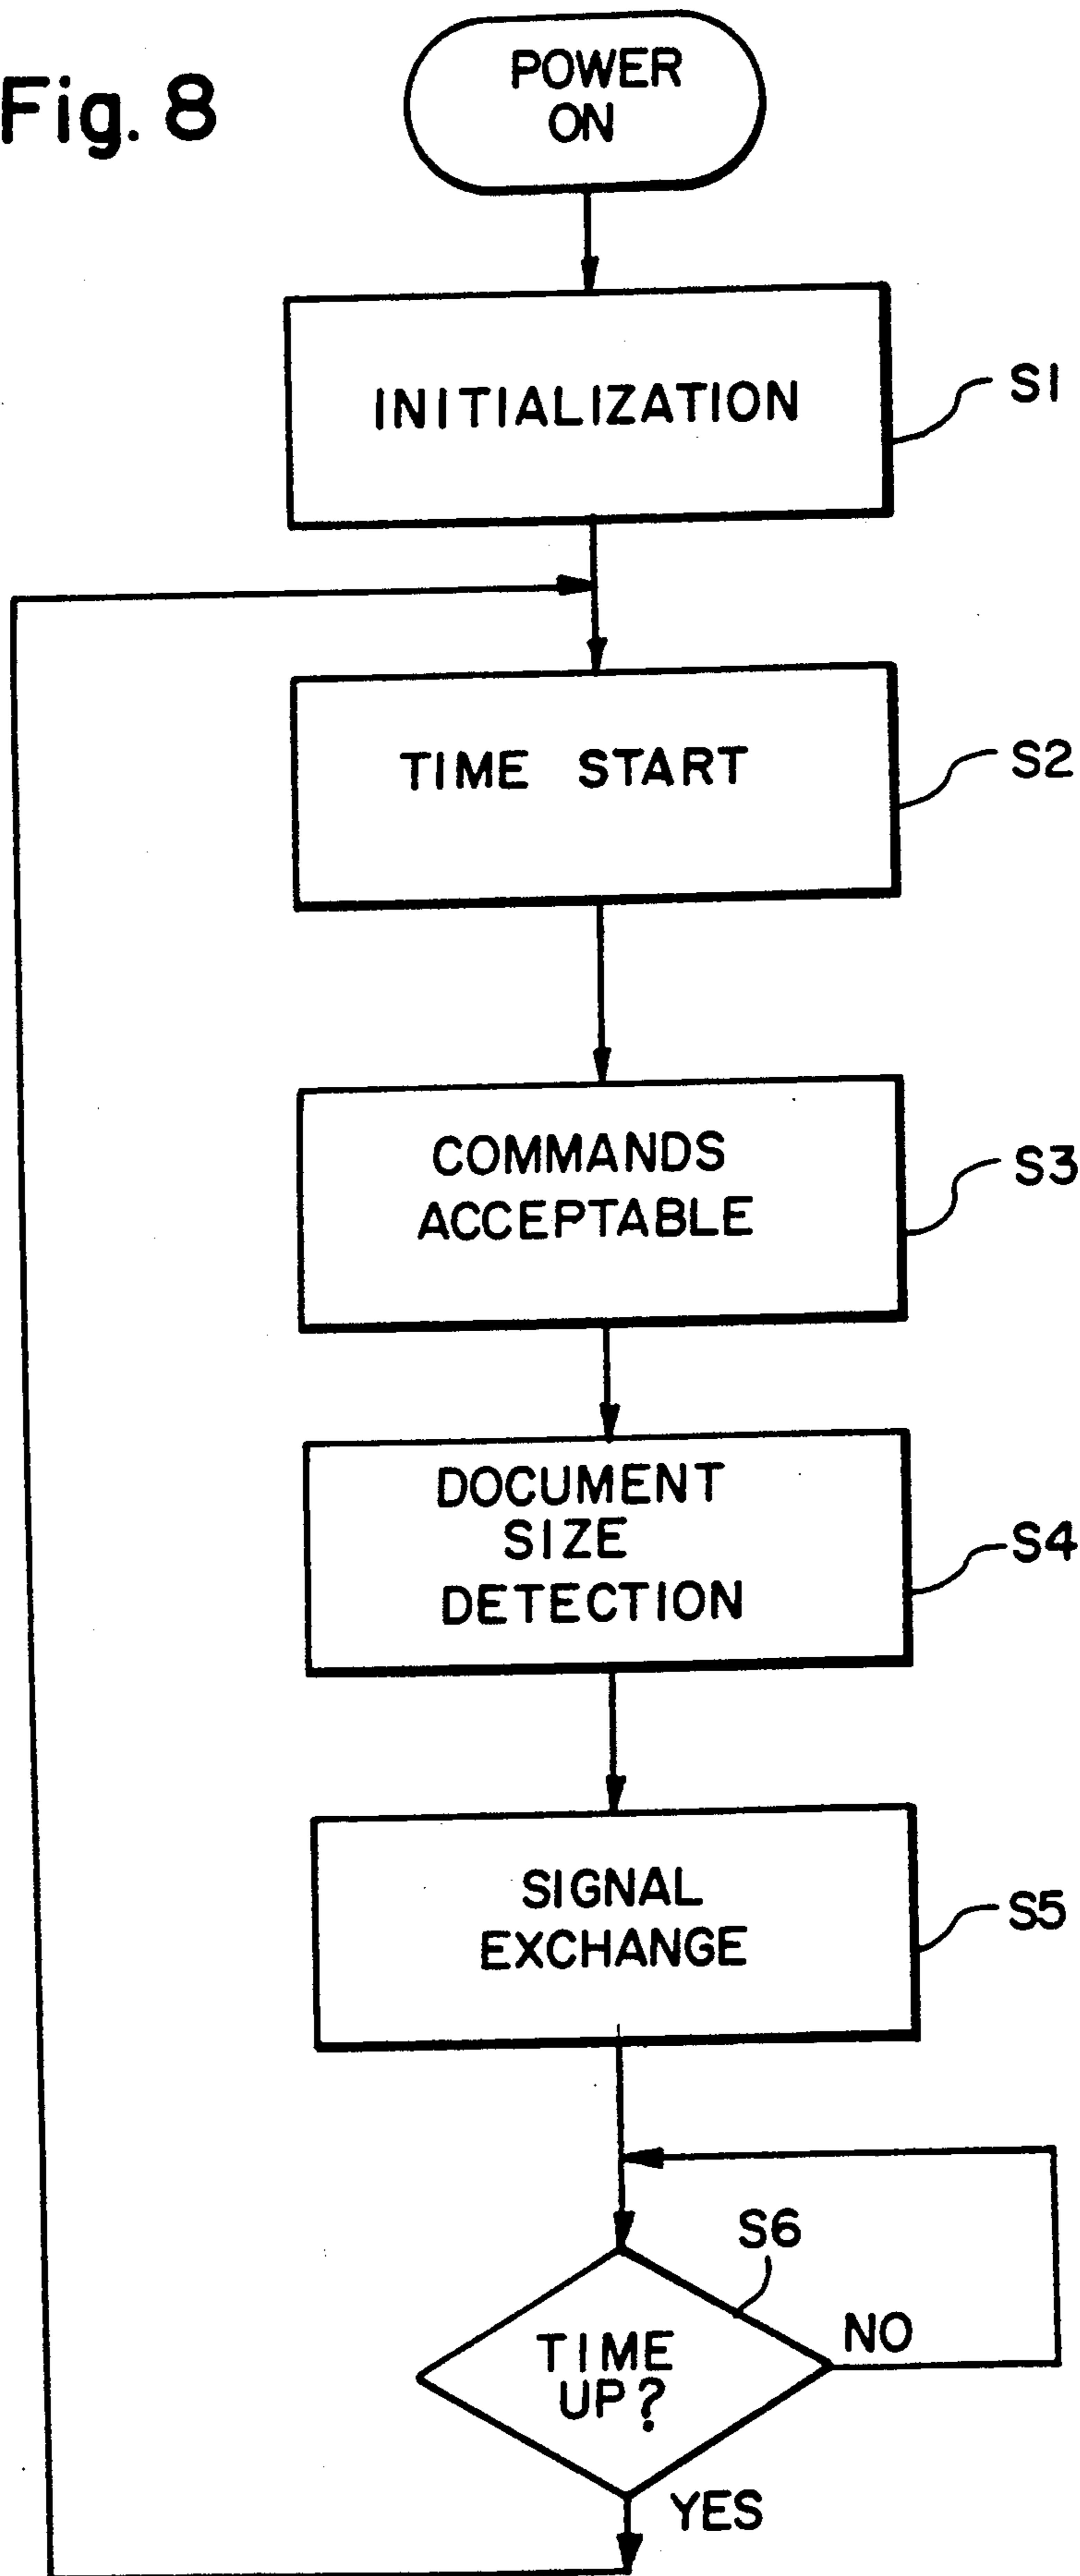 Fig. 8
POWER
ON
INITIALIZATION
S1
TIME START
S2
COMMANDS
ACCEPTABLE
S3
DOCUMENT
SIZE
DETECTION
S4
SIGNAL
EXCHANGE
S5
S6
TIME
UP?
NO
YES